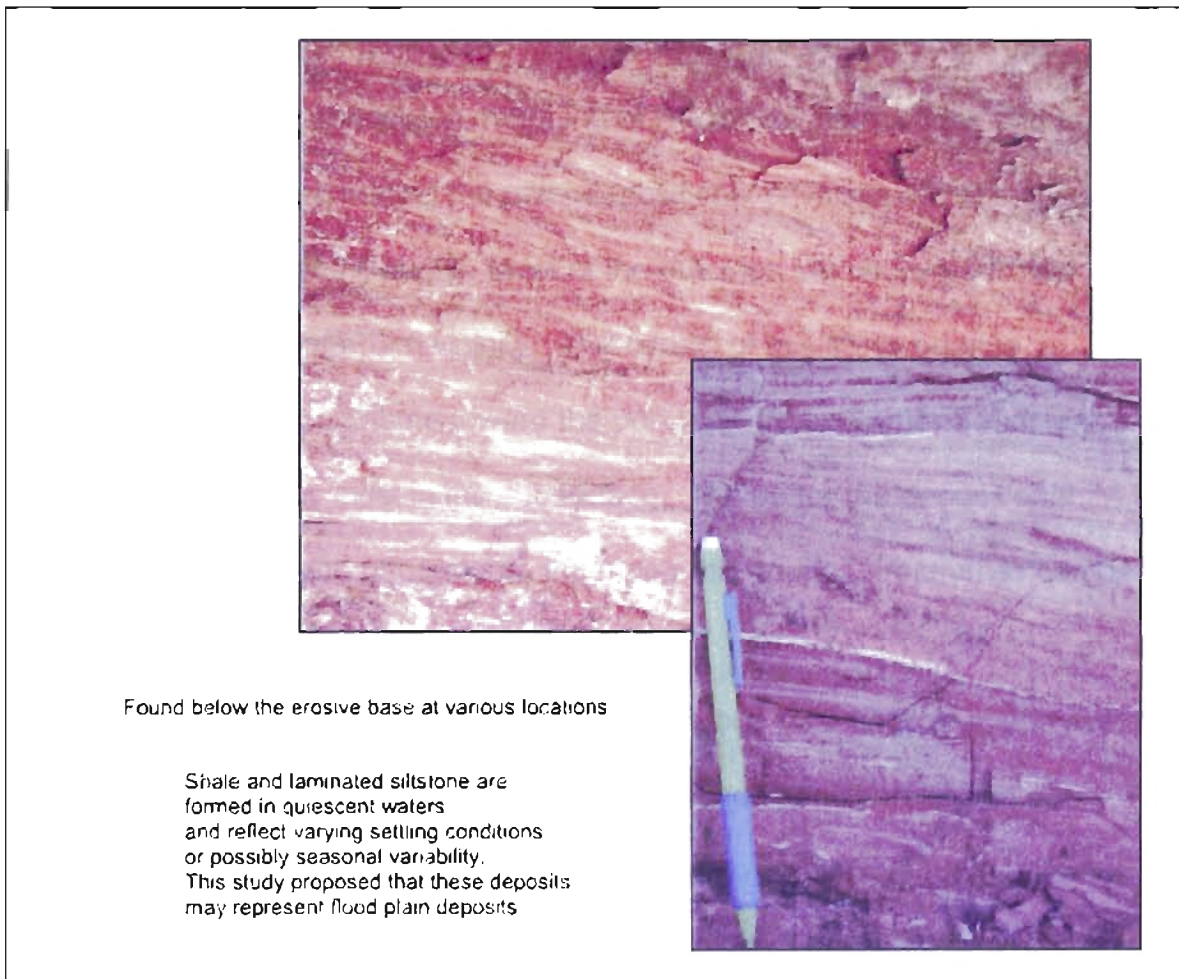 Found below the erosive base at various locations
Shale and laminated siltstone are
formed in quiescent waters
and reflect varying settling conditions
or possibly seasonal variability.
This study proposed that these deposits
may represent flood plain deposits